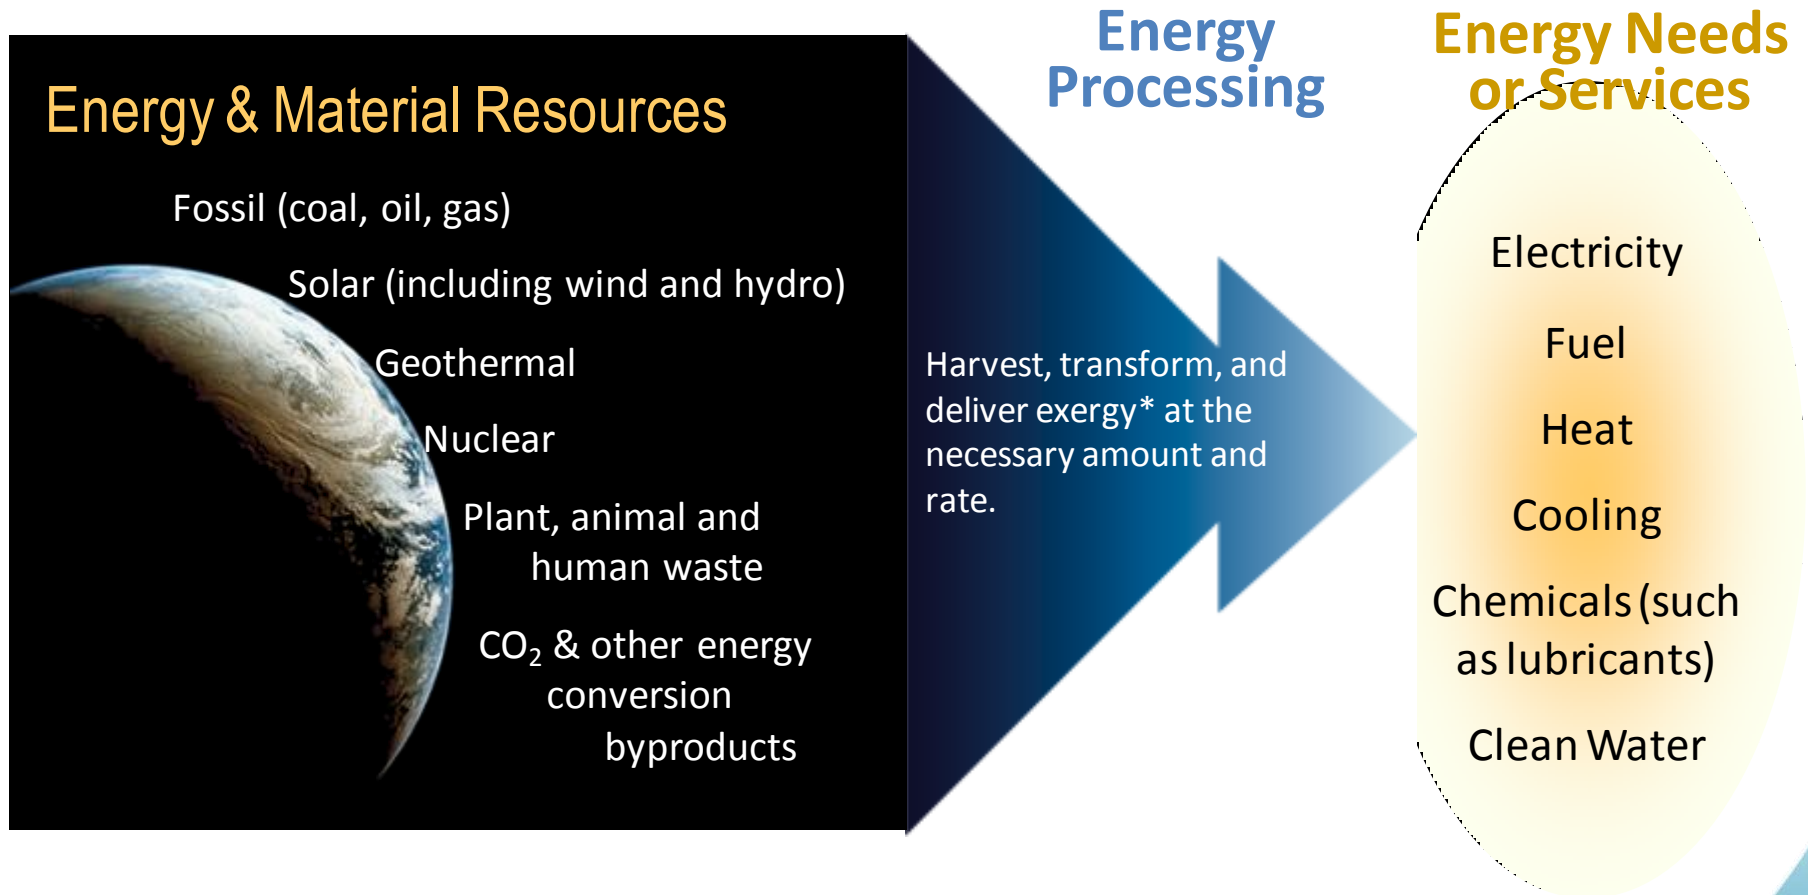 Energy & Material Resources
Fossil (coal, oil, gas)
Solar (including wind and hydro)
Geothermal
Nuclear
Plant, animal and
human waste
CO₂ & other energy
conversion
byproducts
Energy
Processing
Harvest, transform, and
deliver exergy* at the
necessary amount and
rate.
Energy Needs
or Services
Electricity
Fuel
Heat
Cooling
Chemicals (such
as lubricants)
Clean Water